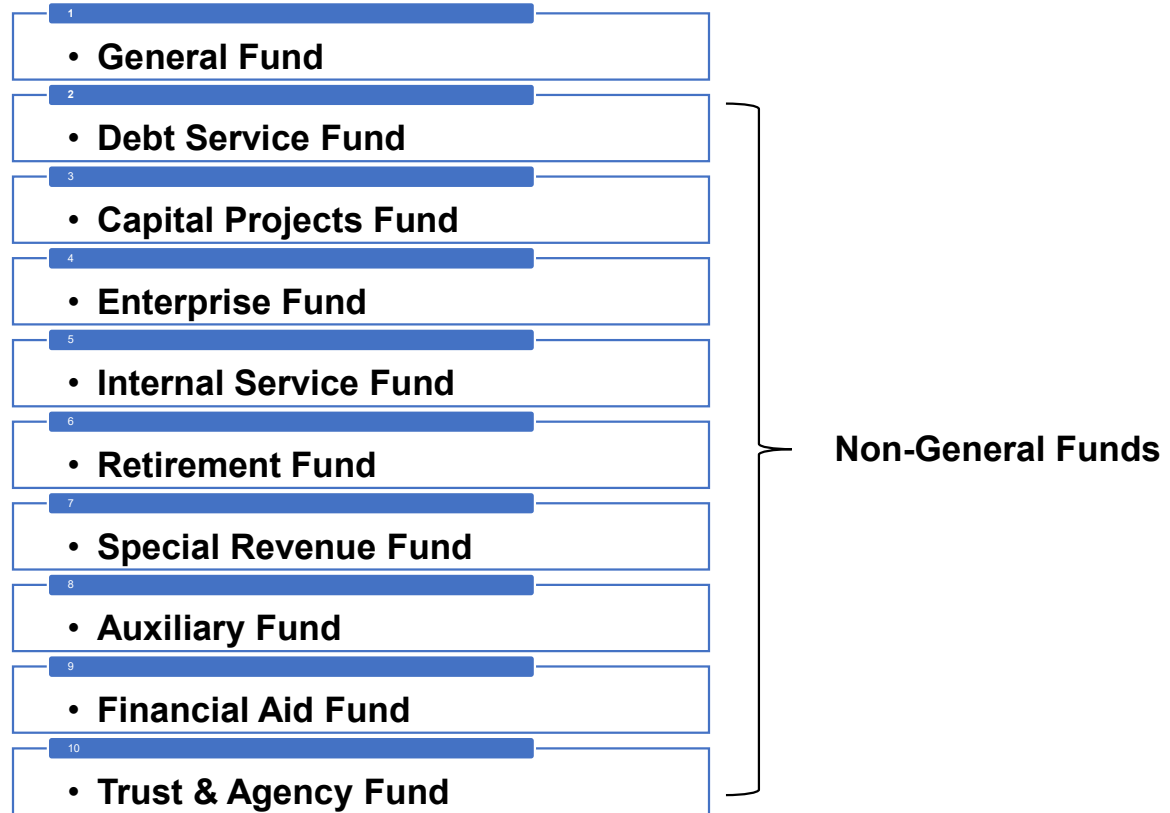 1
• General Fund
2
• Debt Service Fund
3
• Capital Projects Fund
4
• Enterprise Fund
5
• Internal Service Fund
6
• Retirement Fund
7
• Special Revenue Fund
8
• Auxiliary Fund
9
• Financial Aid Fund
10
• Trust & Agency Fund
Non-General Funds